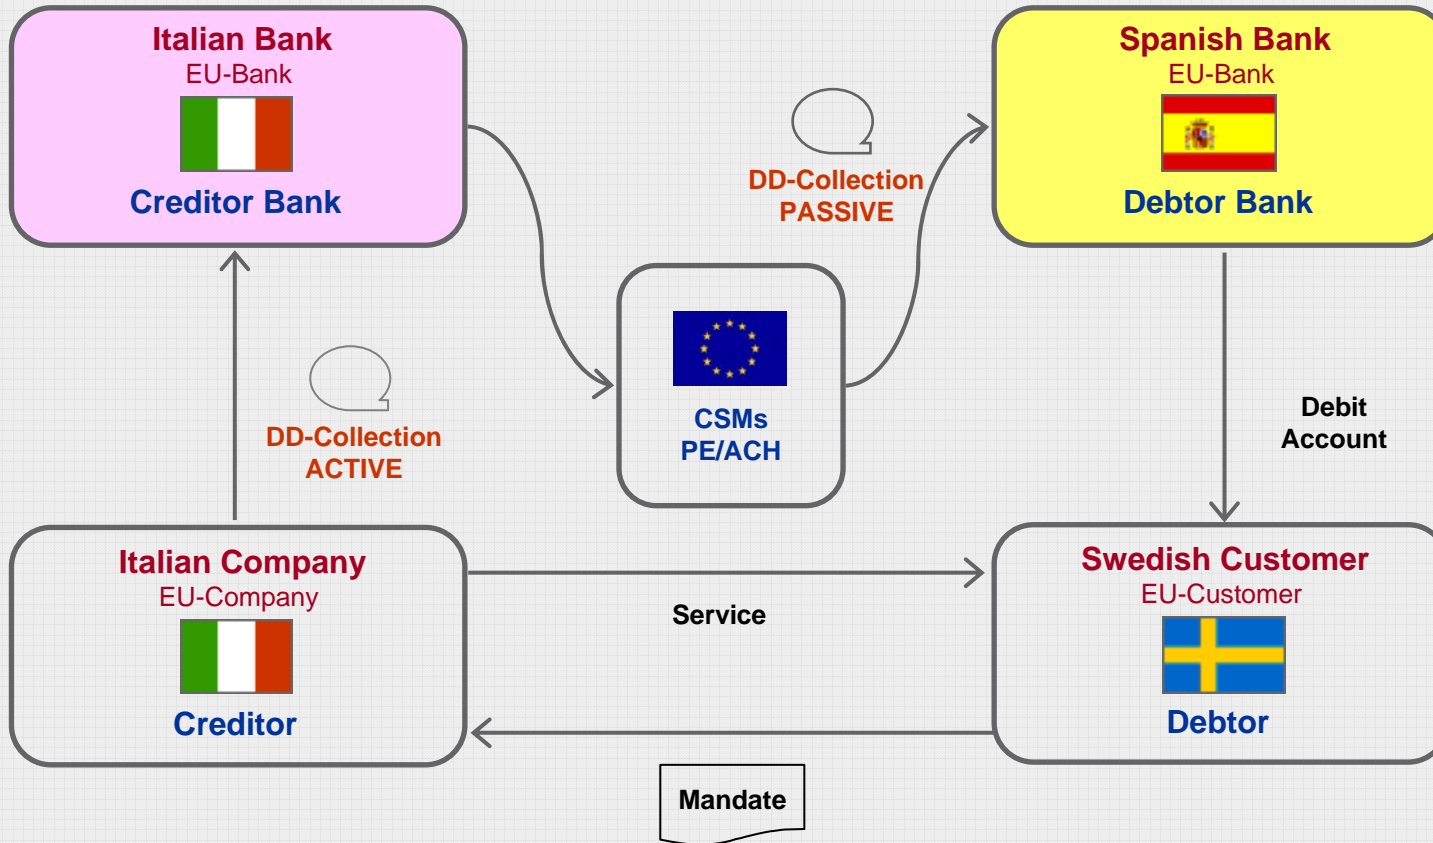 Italian Bank
EU-Bank
Creditor Bank
Spanish Bank
EU-Bank
Debtor Bank
DD-Collection
PASSIVE
CSMs
PE/ACH
DD-Collection
ACTIVE
Debit
Account
Italian Company
EU-Company
Creditor
Service
Swedish Customer
EU-Customer
Debtor
Mandate